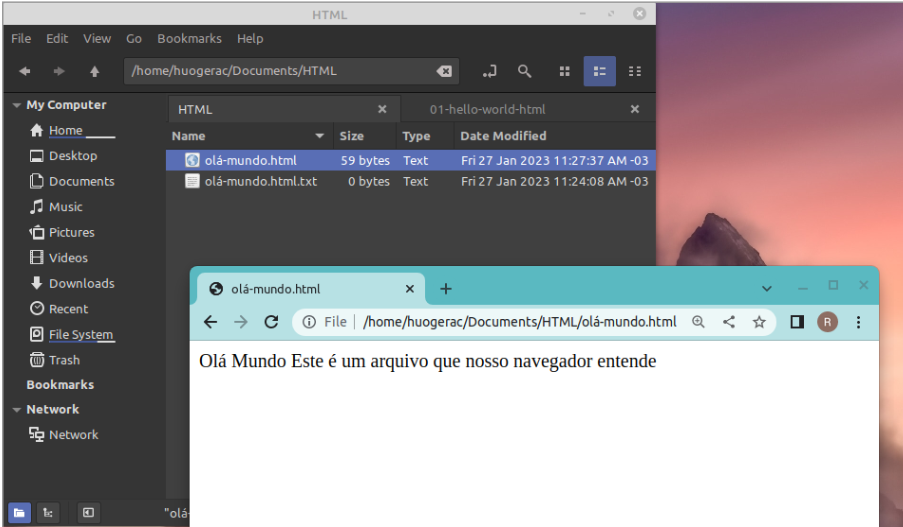 HTML
File Edit View Go Bookmarks Help
/home/huogerac/Documents/HTML
My Computer
Home
Desktop
Documents
Music
Pictures
Videos
Downloads
Recent
File System
Trash
Bookmarks
Network
Network
HTML 01-hello-world-html
Name Size Type Date Modified
olá-mundo.html 59 bytes Text Fri 27 Jan 2023 11:27:37 AM -03
olá-mundo.html.txt 0 bytes Text Fri 27 Jan 2023 11:24:08 AM -03
"olá-
olá-mundo.html
File /home/huogerac/Documents/HTML/olá-mundo.html R
Olá Mundo Este é um arquivo que nosso navegador entende